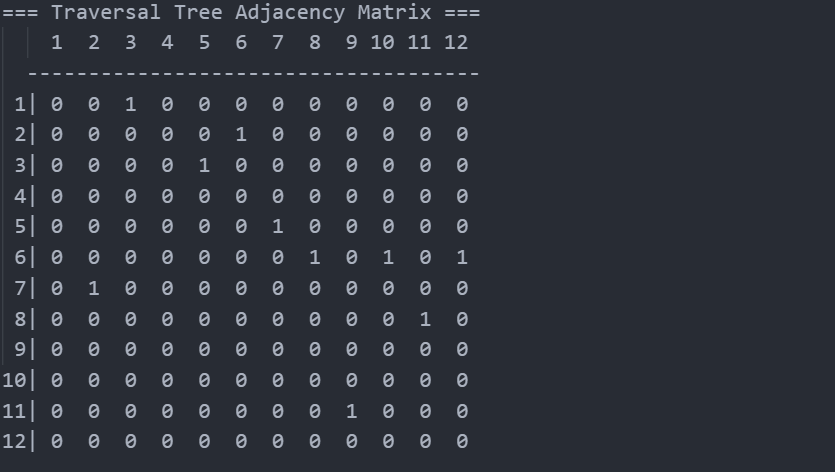 === Traversal Tree Adjacency Matrix ===
    1  2  3  4  5  6  7  8  9 10 11 12
  -------------------------------------
 1| 0  0  1  0  0  0  0  0  0  0  0  0
 2| 0  0  0  0  0  1  0  0  0  0  0  0
 3| 0  0  0  0  1  0  0  0  0  0  0  0
 4| 0  0  0  0  0  0  0  0  0  0  0  0
 5| 0  0  0  0  0  0  1  0  0  0  0  0
 6| 0  0  0  0  0  0  0  1  0  1  0  1
 7| 0  1  0  0  0  0  0  0  0  0  0  0
 8| 0  0  0  0  0  0  0  0  0  0  1  0
 9| 0  0  0  0  0  0  0  0  0  0  0  0
10| 0  0  0  0  0  0  0  0  0  0  0  0
11| 0  0  0  0  0  0  0  0  1  0  0  0
12| 0  0  0  0  0  0  0  0  0  0  0  0